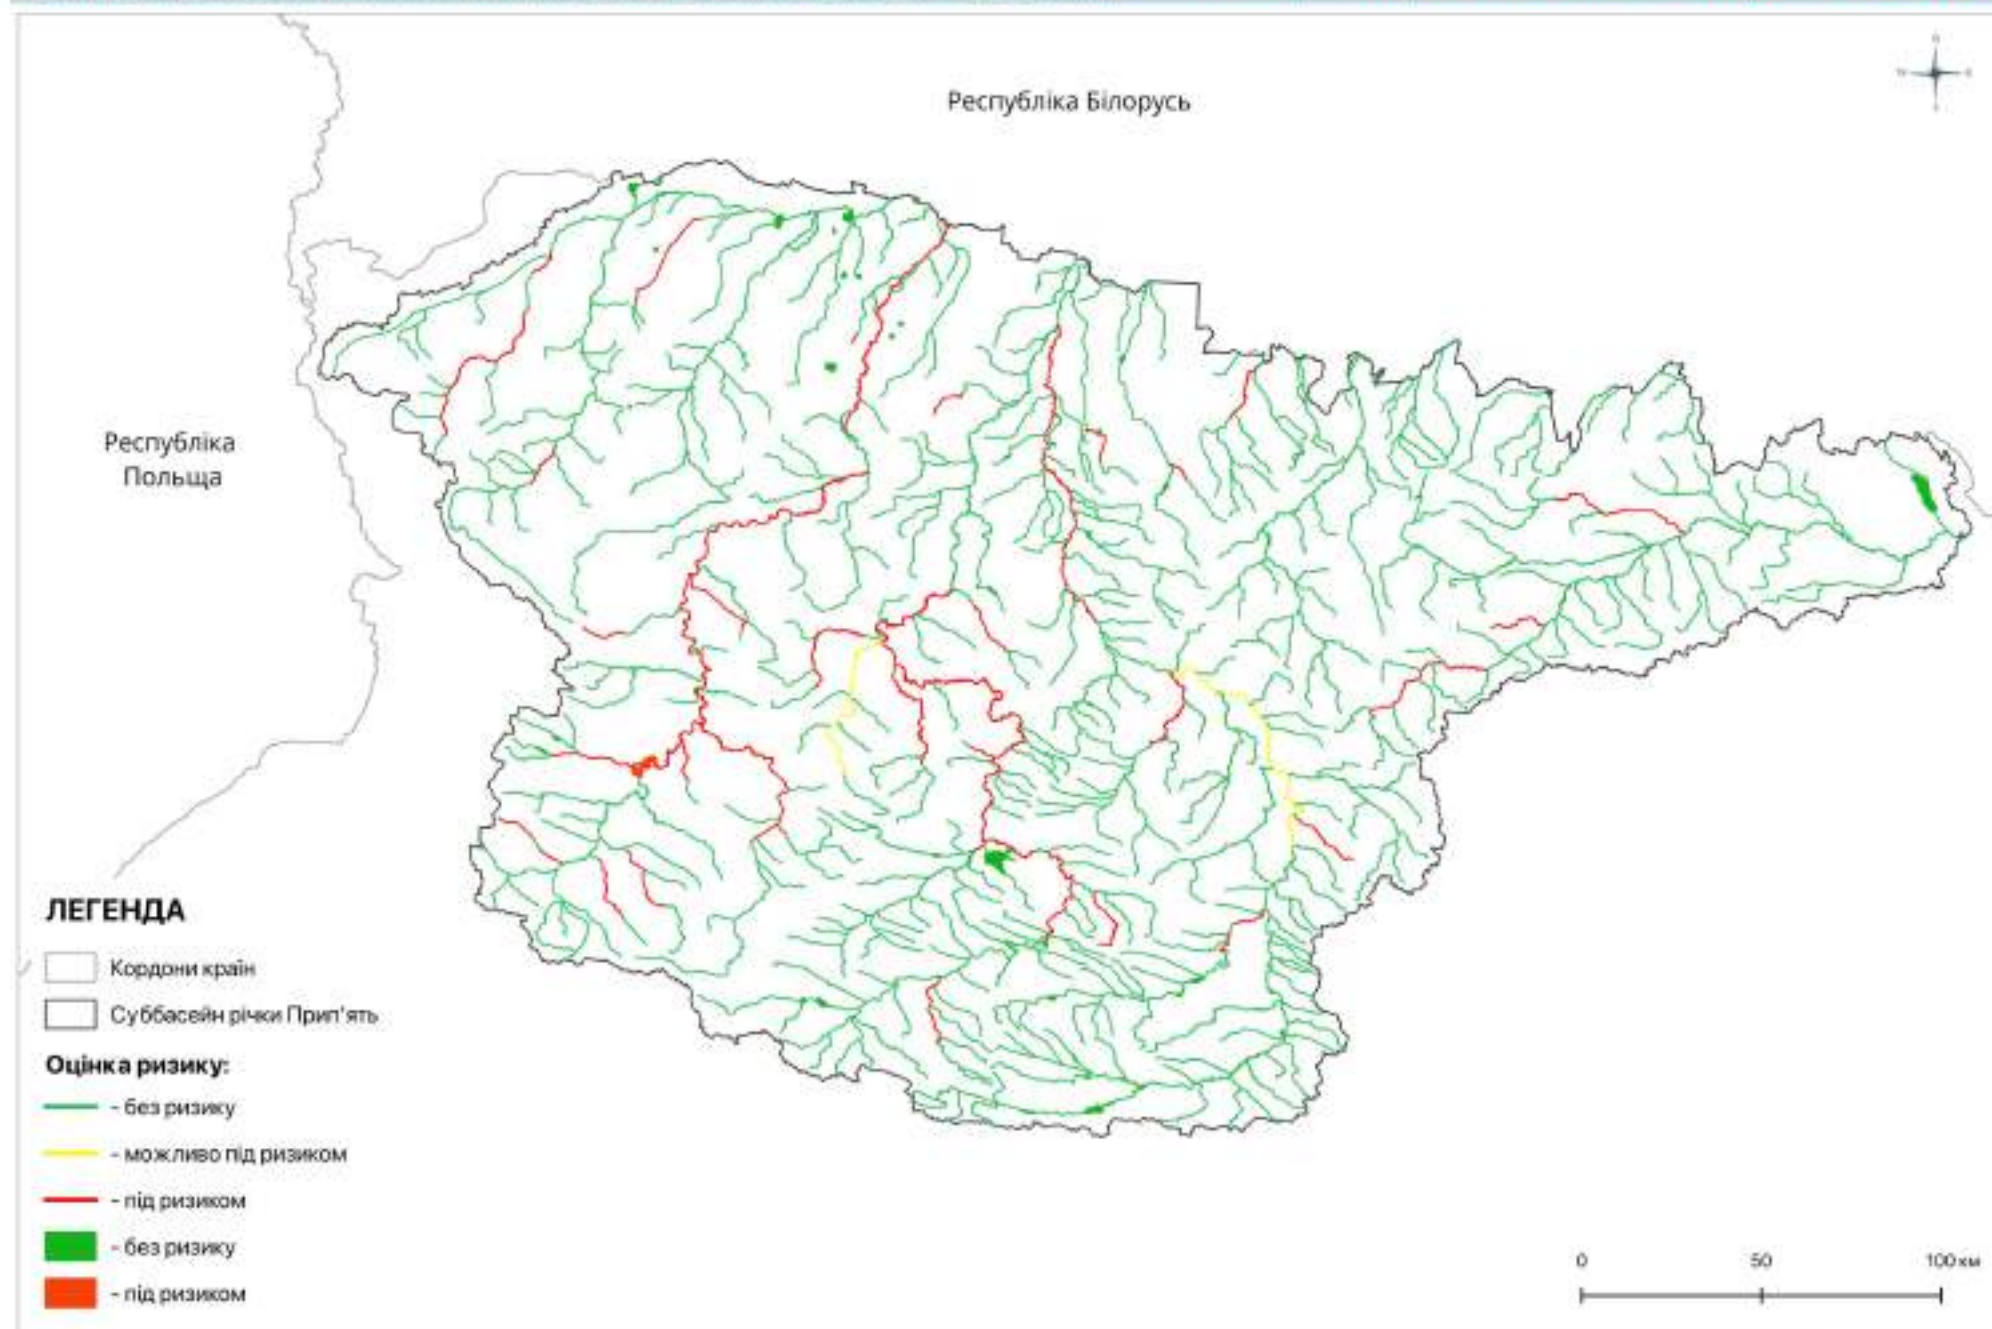 Республіка Білорусь
Республіка
Польща
ЛЕГЕНДА
Кордони країн
Суббасейн річки Прип'ять
Оцінка ризику:
- без ризику
- можливо під ризиком
- під ризиком
- без ризику
- під ризиком
0 50 100 км